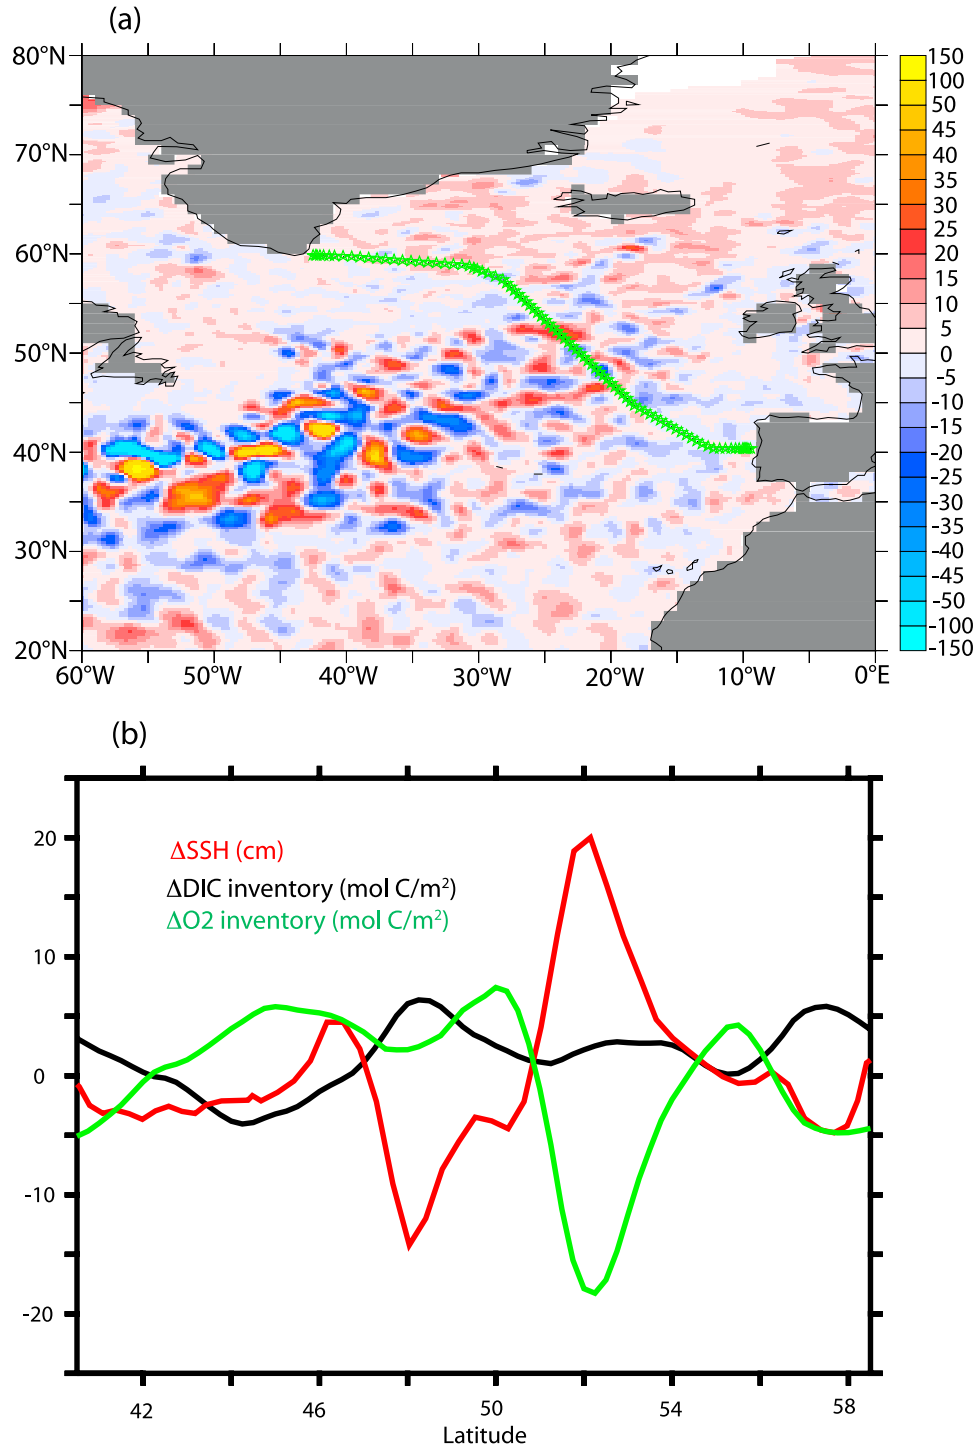 (a)
80°N
70°N
60°N
50°N
40°N
30°N
20°N
60°W
50°W
40°W
30°W
20°W
10°W
0°E
150
100
50
45
40
35
30
25
20
15
10
5
0
-5
-10
-15
-20
-25
-30
-35
-40
-45
-50
-100
-150
(b)
20
10
0
-10
-20
ΔSSH (cm)
ΔDIC inventory (mol C/m²)
ΔO2 inventory (mol C/m²)
42
46
50
54
58
Latitude